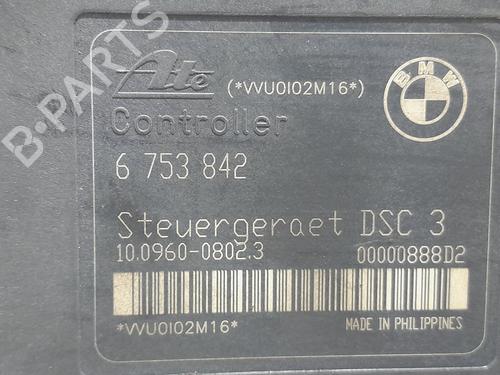 B-PARTS
Ate
(*VVU0I02M16*)
BMW
Controller
6 753 842
Steuergeraet DSC 3
10.0960-0802.3
00000888D2
*VVU0I02M16*
MADE IN PHILIPPINES